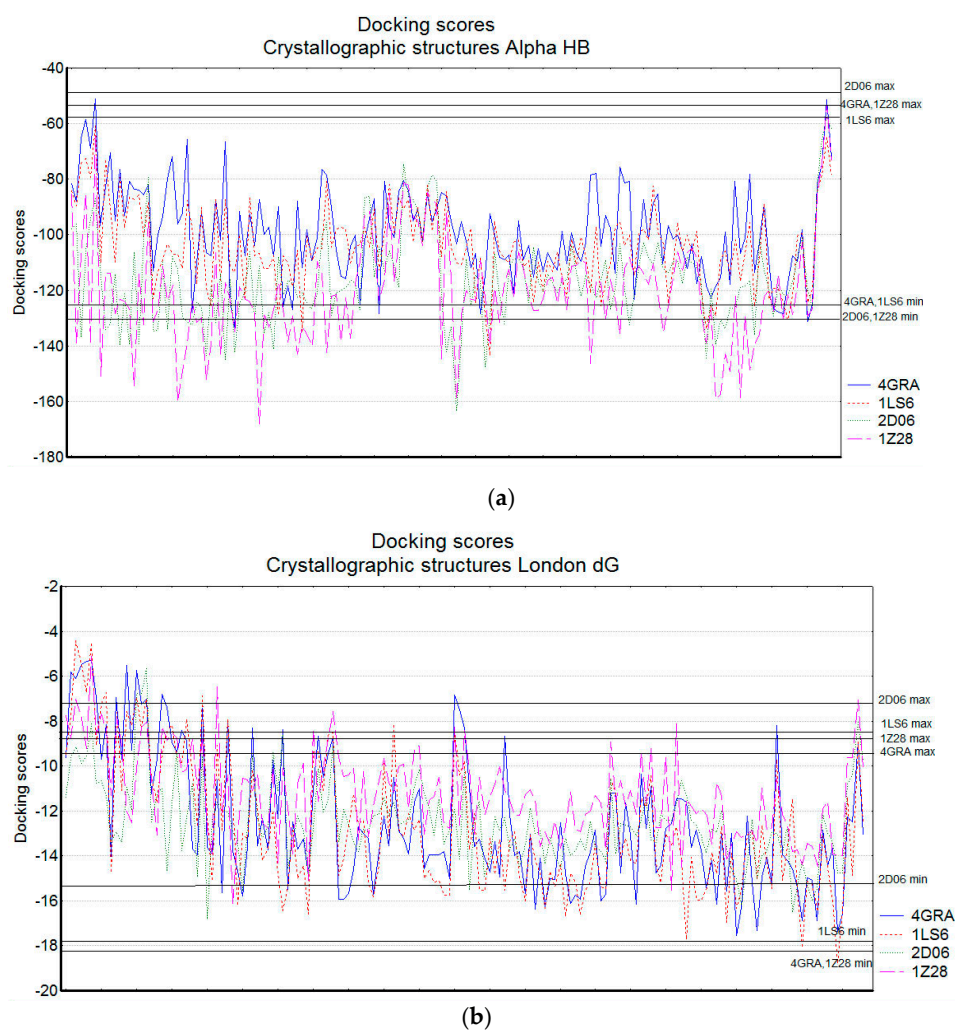 Docking scores
Crystallographic structures Alpha HB
-40
2D06 max
4GRA,1Z28 max
-60
1LS6 max
-80
Docking scores
-100
-120
4GRA,1LS6 min
2D06,1Z28 min
-140
4GRA
1LS6
-160
2D06
1Z28
-180
(a)
Docking scores
Crystallographic structures London dG
-2
-4
-6
2D06 max
-8
1LS6 max
1Z28 max
4GRA max
-10
Docking scores
-12
-14
2D06 min
-16
4GRA
1LS6 min
1LS6
-18
2D06
4GRA,1Z28 min
1Z28
-20
(b)